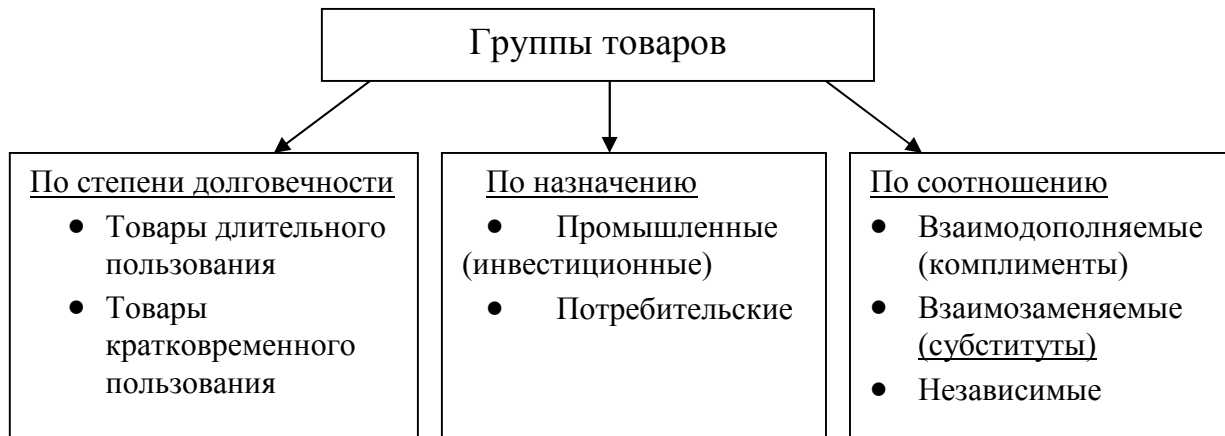 Группы товаров
По степени долговечности
• Товары длительного
пользования
• Товары
кратковременного
пользования
По назначению
• Промышленные
(инвестиционные)
• Потребительские
По соотношению
• Взаимодополняемые
(комплименты)
• Взаимозаменяемые
(субституты)
• Независимые